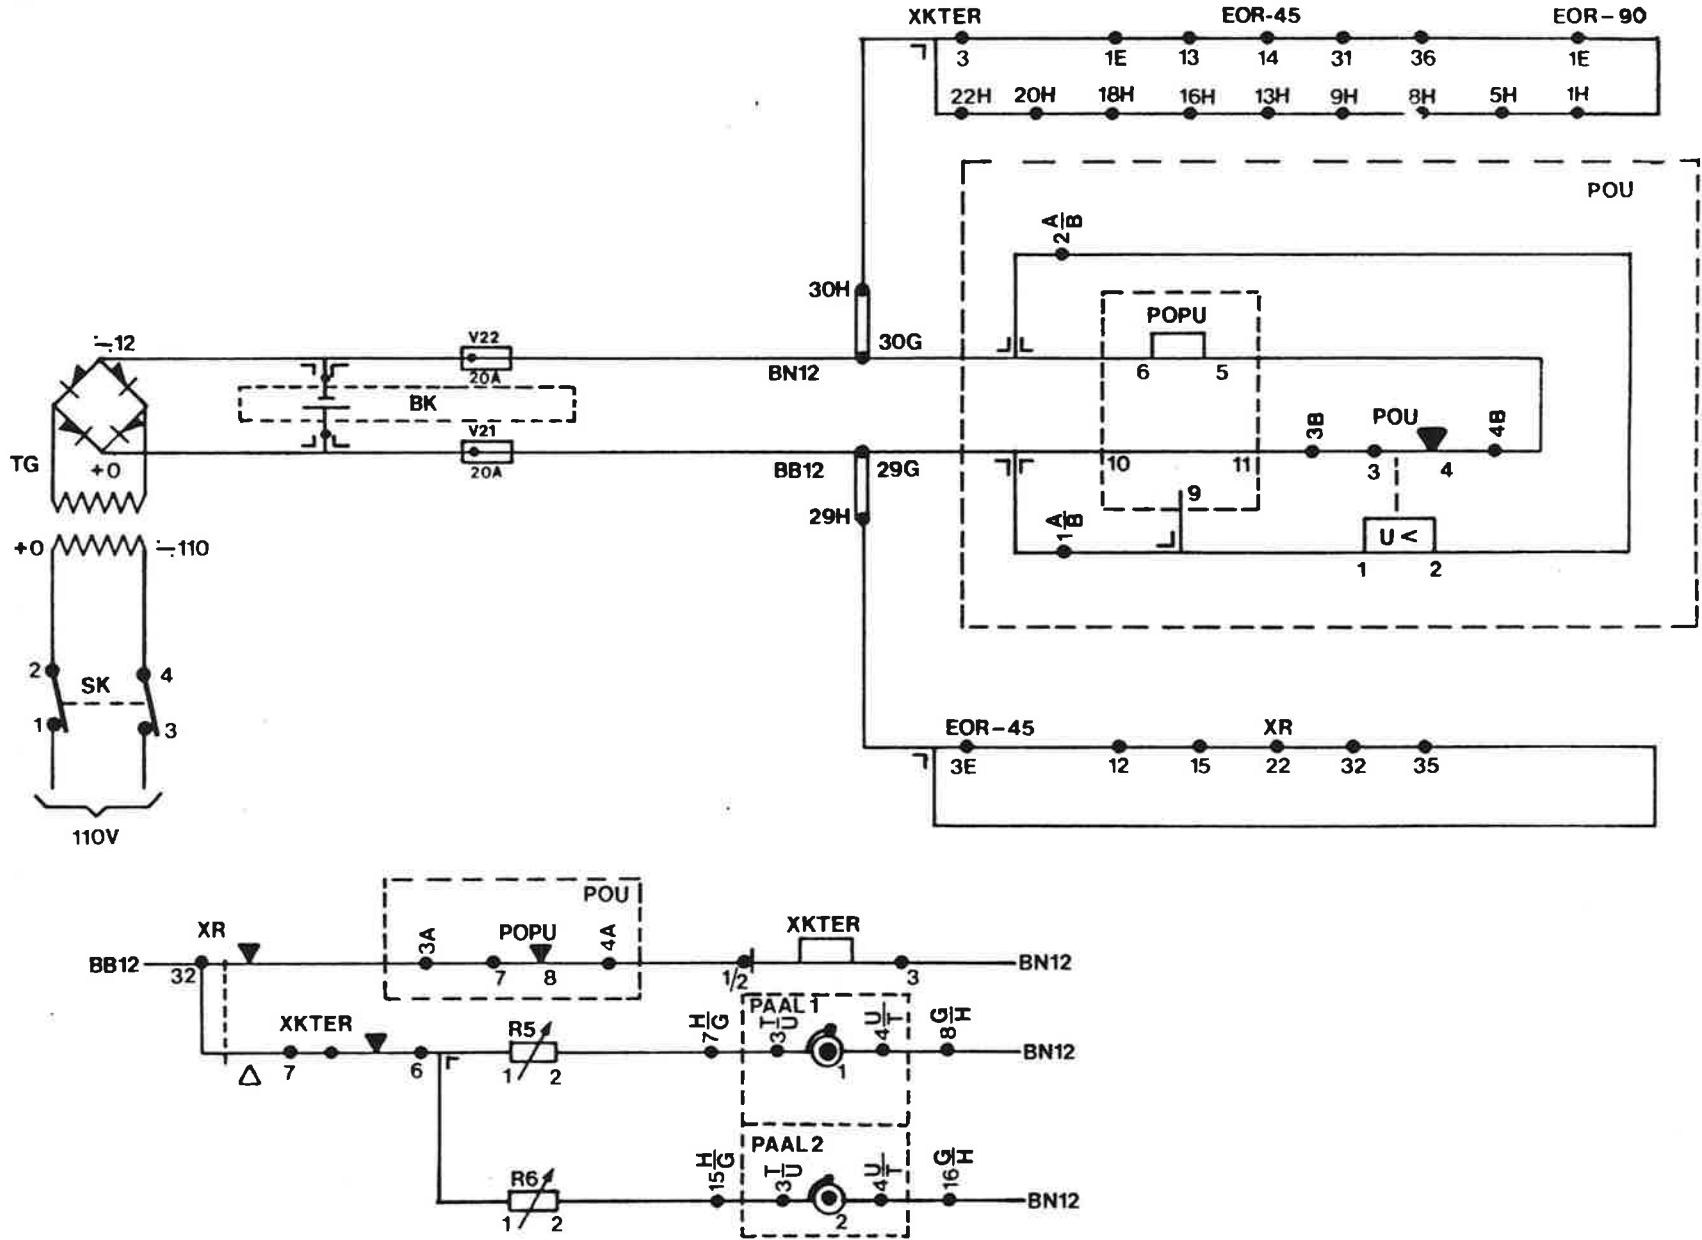 XKTER EOR-45 EOR-90
3 1E 13 14 31 36 1E
22H 20H 18H 16H 13H 9H 8H 5H 1H
POU
2 A/B
30H
POPU
30G
-12 V22
BN12 6 5
20A
BK
POU
3B 4B
V21
TG +0 BB12 29G 10 11 3 4
20A
9
29H
1 A/B
+0 -110 U <
1 2
2 4
SK
1 3
EOR-45 XR
3E 12 15 22 32 35
110V
POU
XR POPU XKTER
3A 4A
BB12 BN12
32 7 8 1/2 3
PAAL 1
XKTER R5 7 H/G 3 T/U 4 U/T 8 G/H
BN12
△ 7 6 1 2 1
PAAL 2
R6 15 H/G 3 T/U 4 U/T 16 G/H
BN12
1 2 2